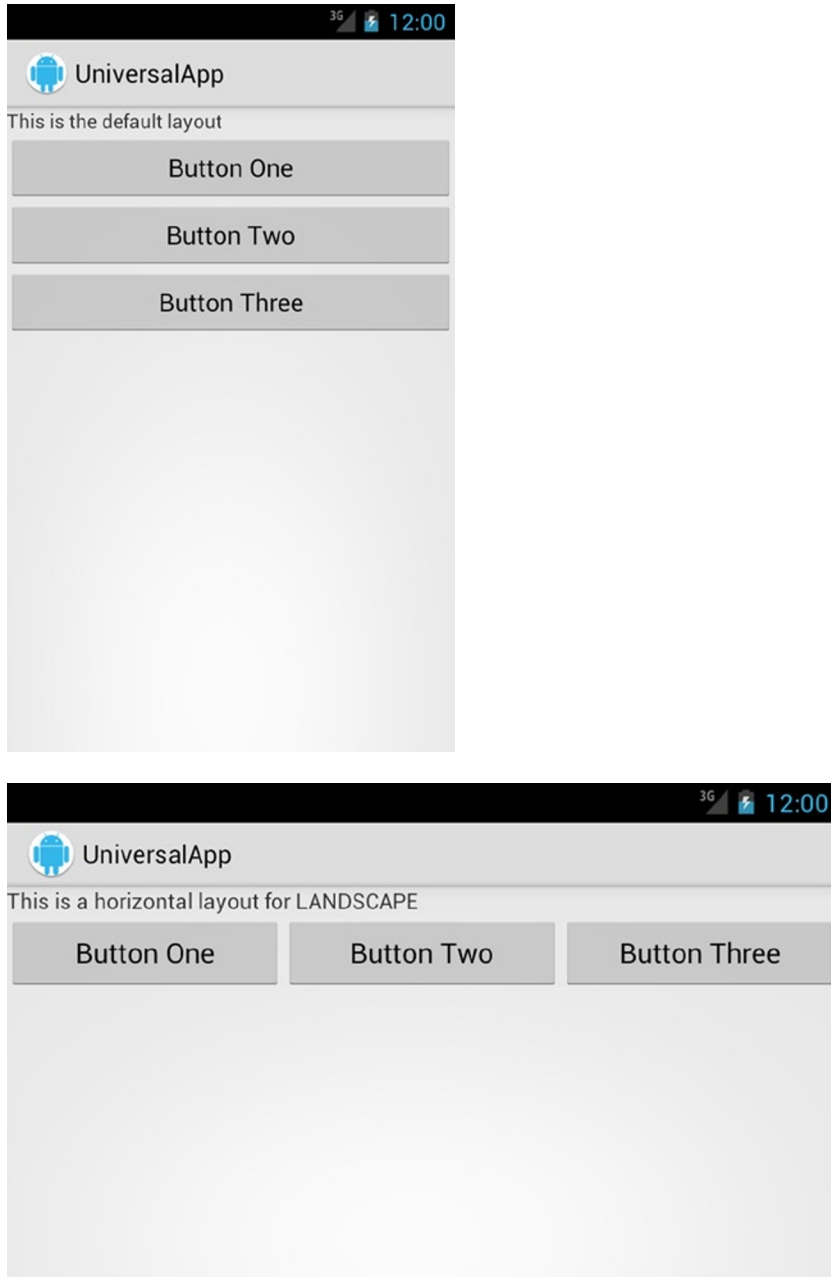 3G 12:00
UniversalApp
This is the default layout
Button One
Button Two
Button Three
3G 12:00
UniversalApp
This is a horizontal layout for LANDSCAPE
Button One Button Two Button Three